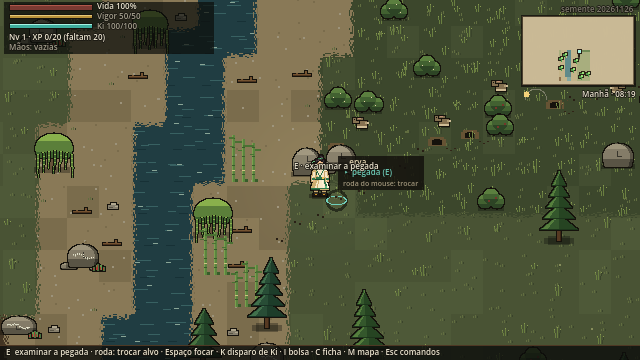 Vida 100%
Vigor 50/50
Ki 100/100
Nv 1 · XP 0/20 (faltam 20)
Mãos: vazias
semente 20261126
Manhã 08:19
erva
E · examinar a pegada
pegada (E)
roda do mouse: trocar
E examinar a pegada · roda: trocar alvo · Espaço focar · K disparo de Ki · I bolsa · C ficha · M mapa · Esc comandos